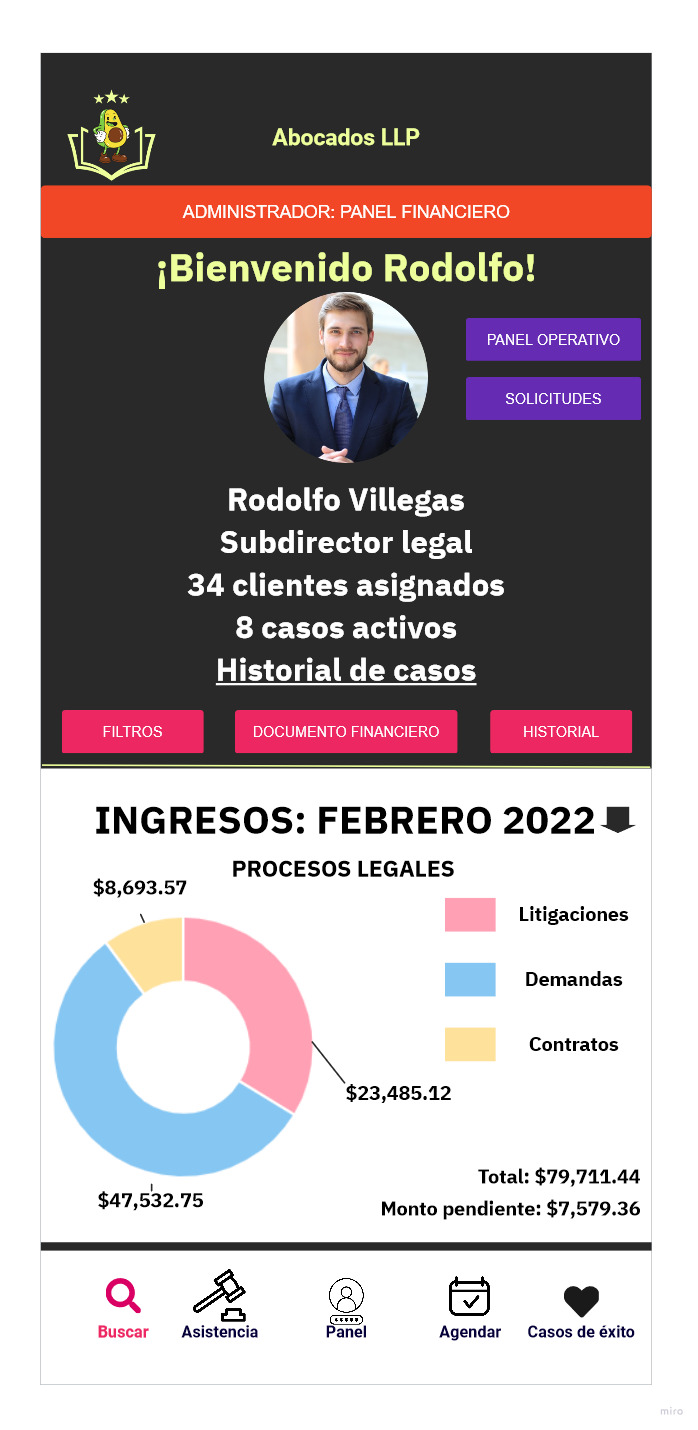 Abocados LLP
ADMINISTRADOR: PANEL FINANCIERO
¡Bienvenido Rodolfo!
PANEL OPERATIVO
SOLICITUDES
Rodolfo Villegas
Subdirector legal
34 clientes asignados
8 casos activos
Historial de casos
FILTROS
DOCUMENTO FINANCIERO
HISTORIAL
INGRESOS: FEBRERO 2022
PROCESOS LEGALES
$8,693.57
Litigaciones
Demandas
Contratos
$23,485.12
$47,532.75
Total: $79,711.44
Monto pendiente: $7,579.36
Buscar
Asistencia
Panel
Agendar
Casos de éxito
miro